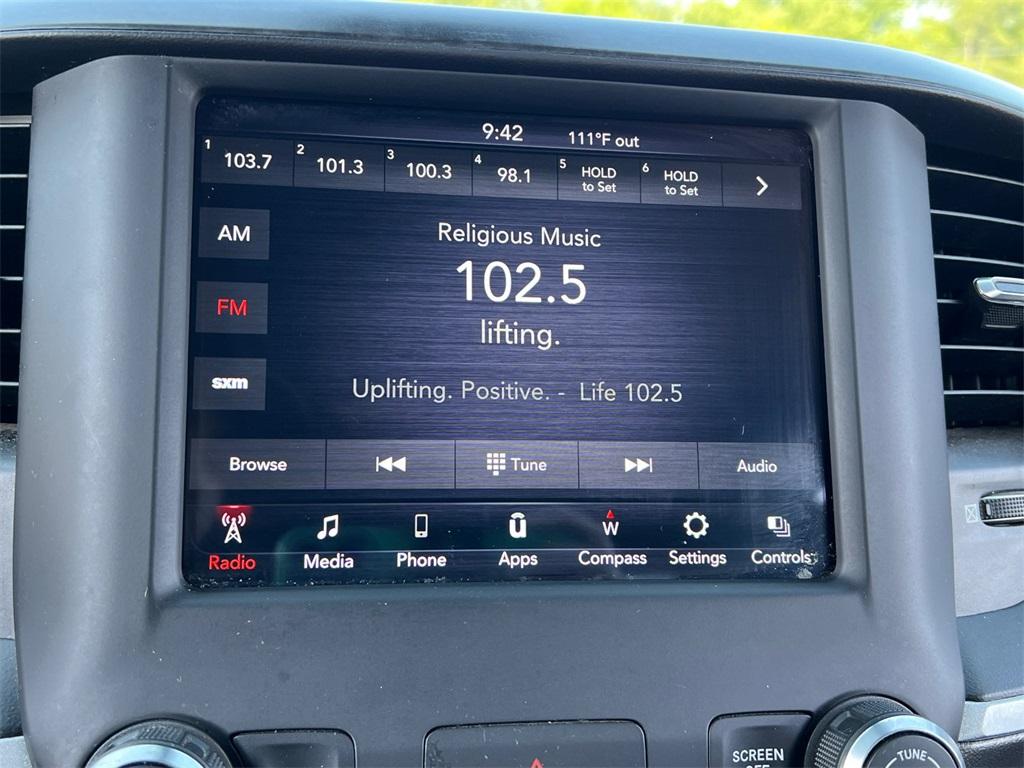 9:42 111°F out
1 103.7 2 101.3 3 100.3 4 98.1 5 HOLD to Set 6 HOLD to Set
AM
Religious Music
102.5
FM
lifting.
sxm
Uplifting. Positive. - Life 102.5
Browse Tune Audio
W
Radio Media Phone Apps Compass Settings Controls
SCREEN
OFF
TUNE